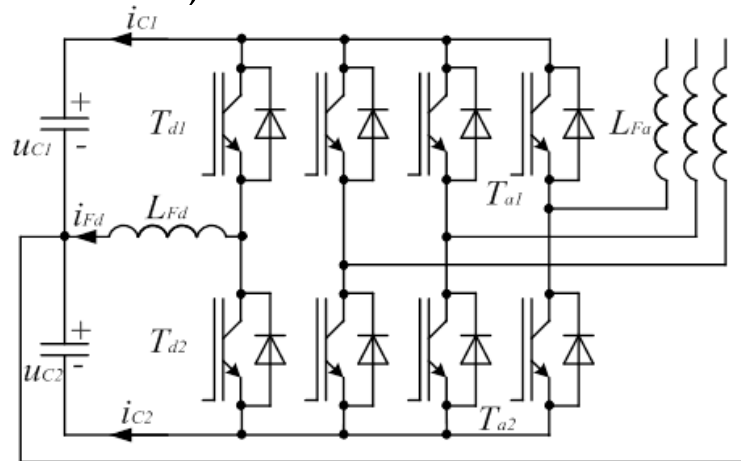 iC1
+
Td1
LFa
uC1
-
Ta1
iFd
LFd
+
Td2
uC2
-
iC2
Ta2